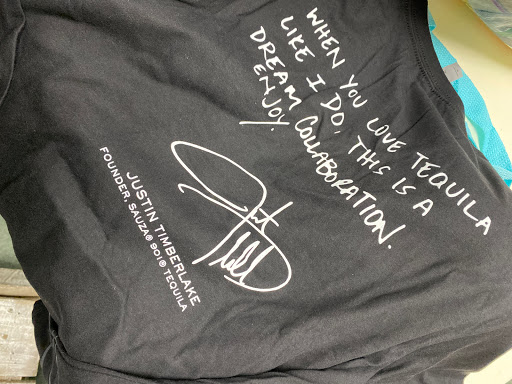 WHEN YOU LOVE TEQUILA
LIKE I DO, THIS IS A
DREAM COLLABORATION.
ENJOY.
JUSTIN TIMBERLAKE
FOUNDER, SAUZA® 901® TEQUILA